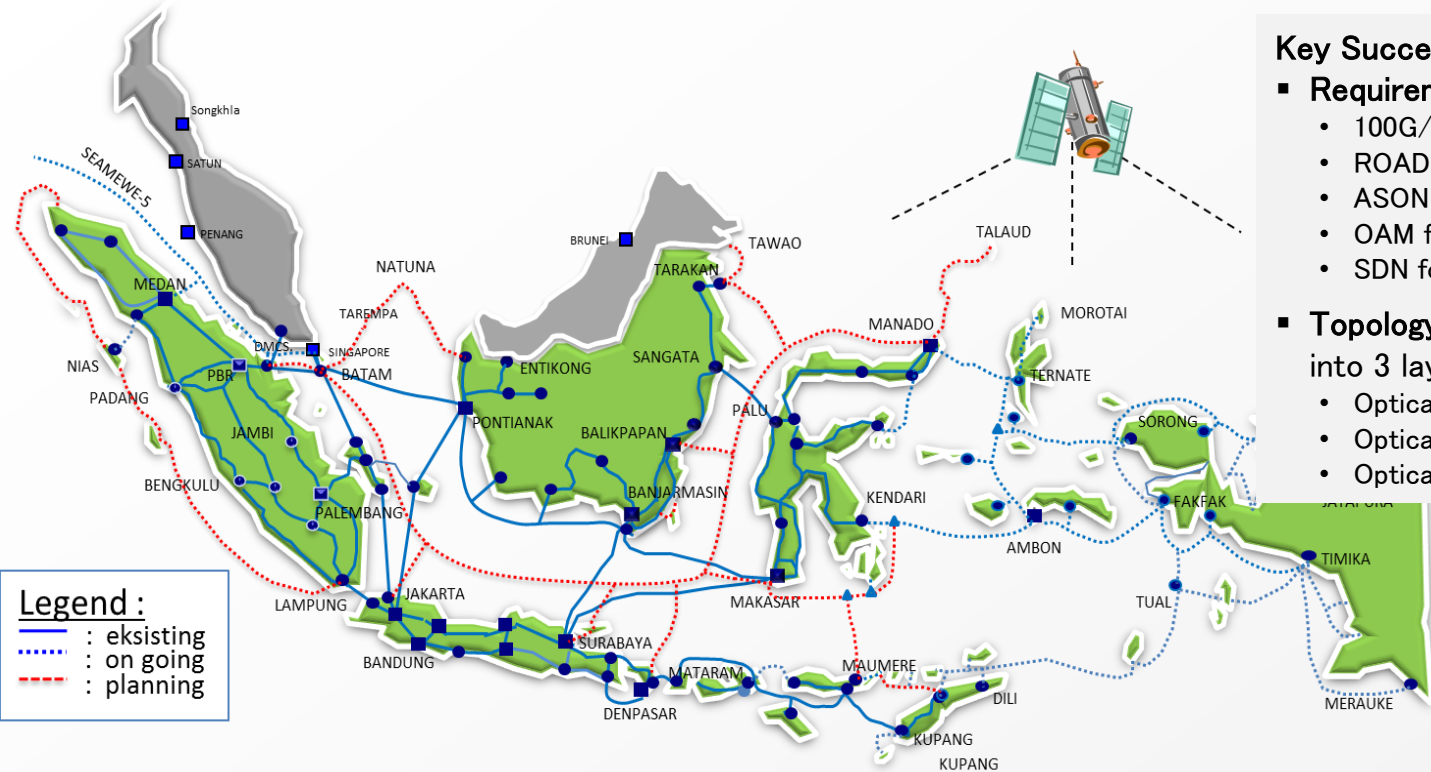 Songkhla
SATUN
SEAMEWE-5
PENANG
MEDAN
NIAS
PADANG
PBR
DMCS
SINGAPORE
BATAM
JAMBI
BENGKULU
PALEMBANG
LAMPUNG
NATUNA
TAREMPA
BRUNEI
TARAKAN
TAWAO
ENTIKONG
SANGATA
PONTIANAK
BALIKPAPAN
BANJARMASIN
PALU
MANADO
TALAUD
MOROTAI
TERNATE
SORONG
KENDARI
AMBON
FAKFAK
JAYAPURA
TIMIKA
MAKASAR
TUAL
JAKARTA
BANDUNG
SURABAYA
DENPASAR
MATARAM
MAUMERE
DILI
KUPANG
KUPANG
MERAUKE
Key Succe
▪ Requirer
• 100G/
• ROAD
• ASON
• OAM f
• SDN fo
▪ Topology
into 3 lay
• Optica
• Optica
• Optica
Legend :
: eksisting
: on going
: planning